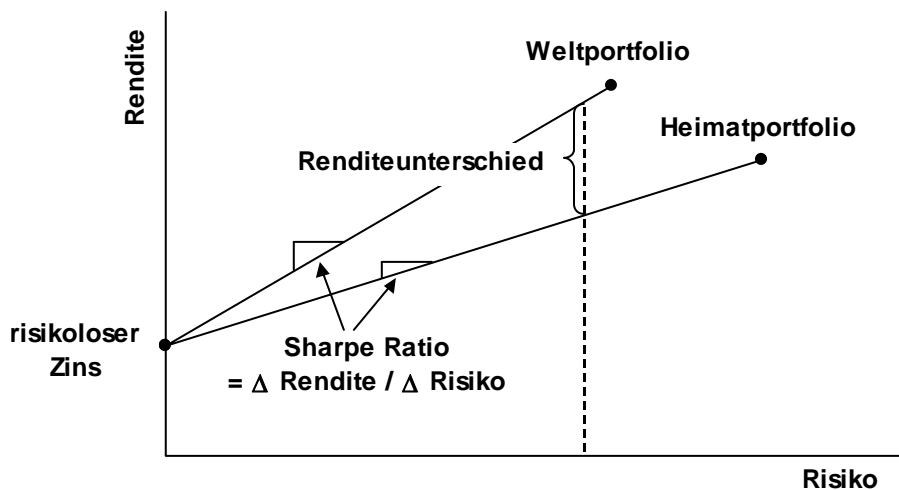 Rendite
Weltportfolio
Heimatportfolio
Renditeunterschied
risikoloser
Zins
Sharpe Ratio
= Δ Rendite / Δ Risiko
Risiko